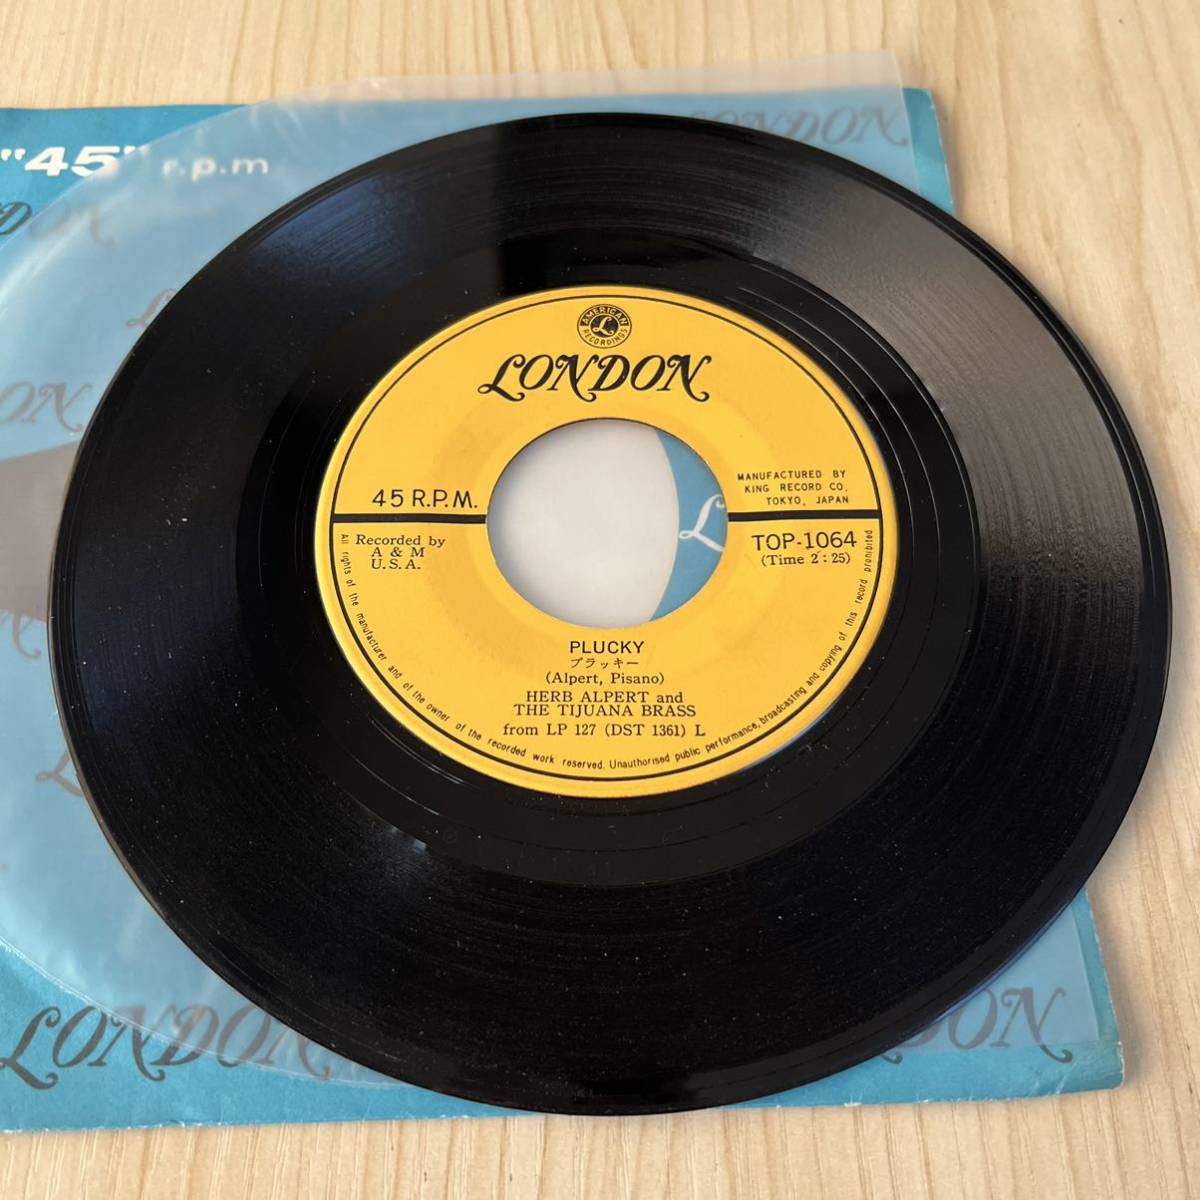 "45" r.p.m
LONDON
AMERICAN
L
RECORDINGS
LONDON
45 R.P.M.
MANUFACTURED BY
KING RECORD CO.
TOKYO, JAPAN
Recorded by
A & M
U.S.A.
TOP-1064
(Time 2:25)
PLUCKY
プラッキー
(Alpert, Pisano)
HERB ALPERT and
THE TIJUANA BRASS
from LP 127 (DST 1361) L
All rights of the manufacturer and of the owner of the recorded work reserved. Unauthorised public performance, broadcasting and copying of this record prohibited
LONDON